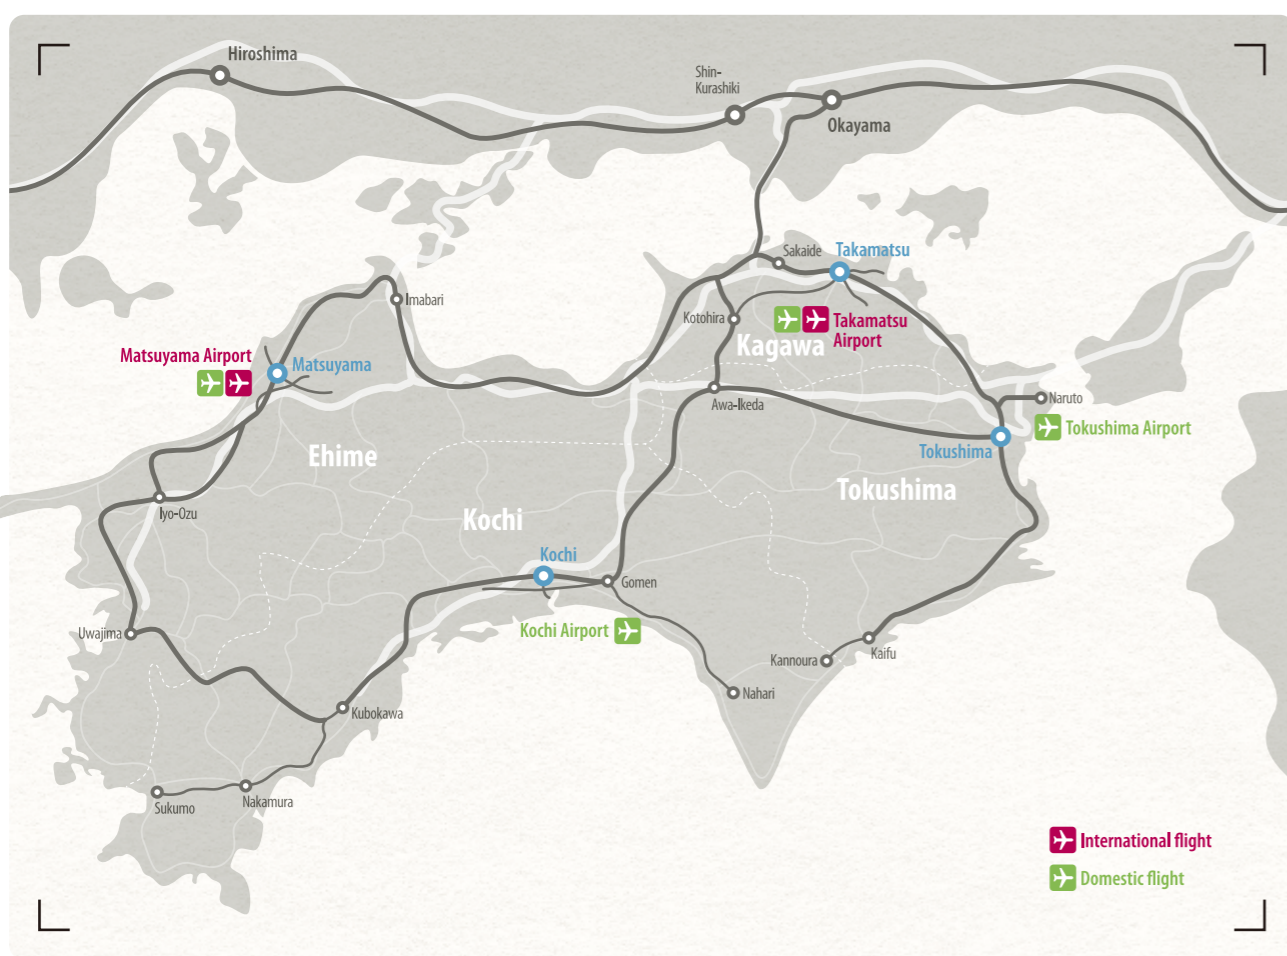 Hiroshima
Shin-
Kurashiki
Okayama
Sakaide
Takamatsu
Imabari
Kotohira
Takamatsu
Airport
Kagawa
Matsuyama Airport
Matsuyama
Awa-Ikeda
Naruto
Tokushima Airport
Tokushima
Ehime
Tokushima
Iyo-Ozu
Kochi
Kochi
Gomen
Kochi Airport
Uwajima
Kaifu
Kannoura
Nahari
Kubokawa
Nakamura
Sukumo
International flight
Domestic flight